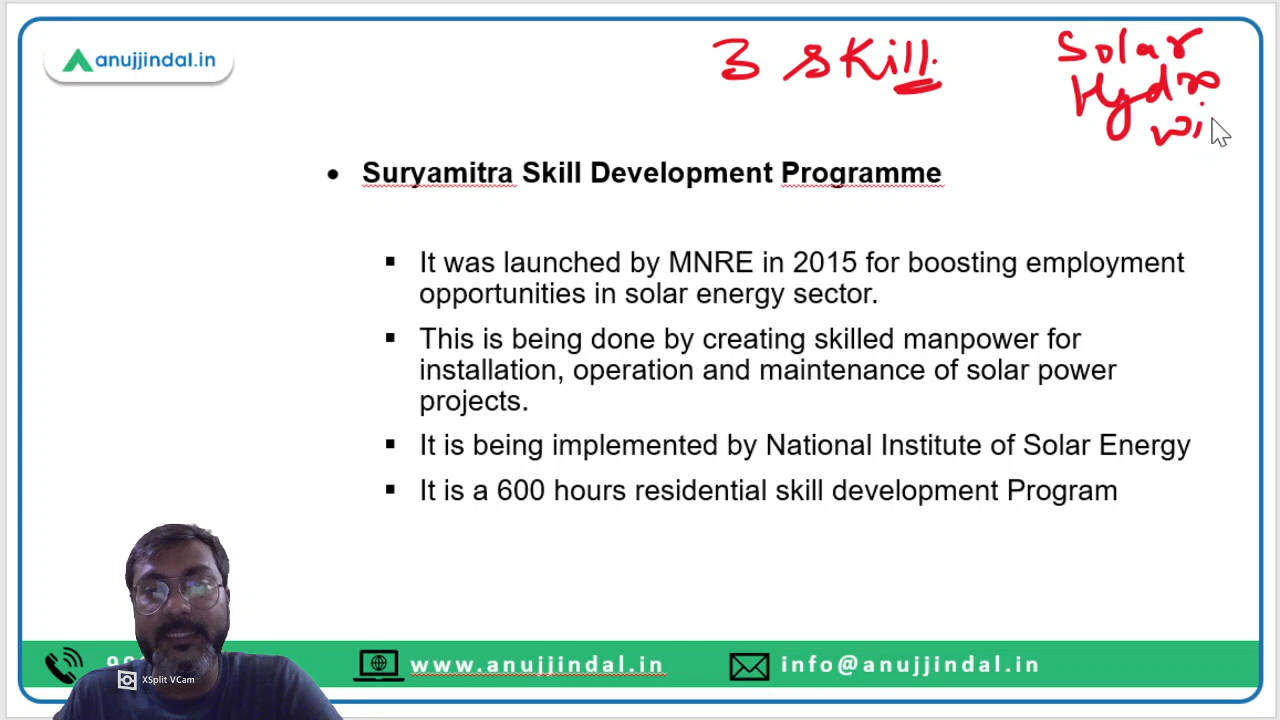 anujjindal.in
3 skill.
Solar
Hydro
wi
• Suryamitra Skill Development Programme
▪ It was launched by MNRE in 2015 for boosting employment
opportunities in solar energy sector.
▪ This is being done by creating skilled manpower for
installation, operation and maintenance of solar power
projects.
▪ It is being implemented by National Institute of Solar Energy
▪ It is a 600 hours residential skill development Program
www.anujjindal.in
info@anujjindal.in
XSplit VCam